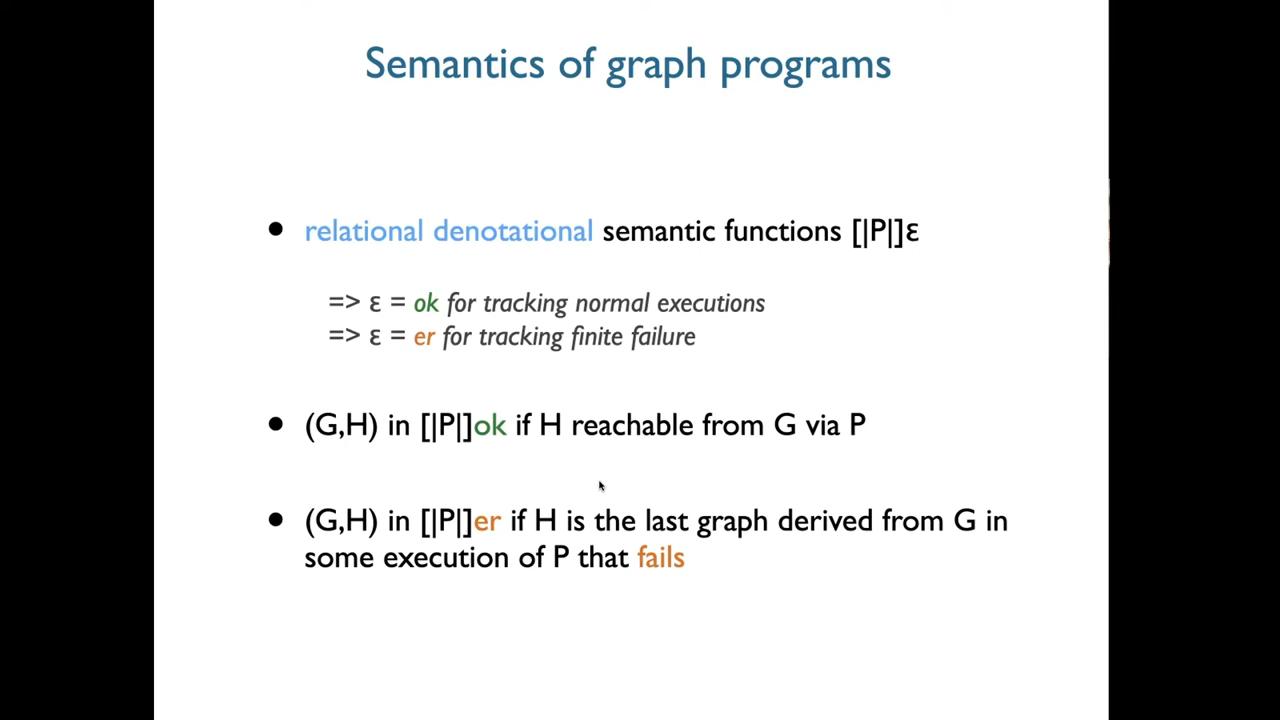 Semantics of graph programs
• relational denotational semantic functions [|P|]ε
=> ε = ok for tracking normal executions
=> ε = er for tracking finite failure
• (G,H) in [|P|]ok if H reachable from G via P
• (G,H) in [|P|]er if H is the last graph derived from G in
some execution of P that fails